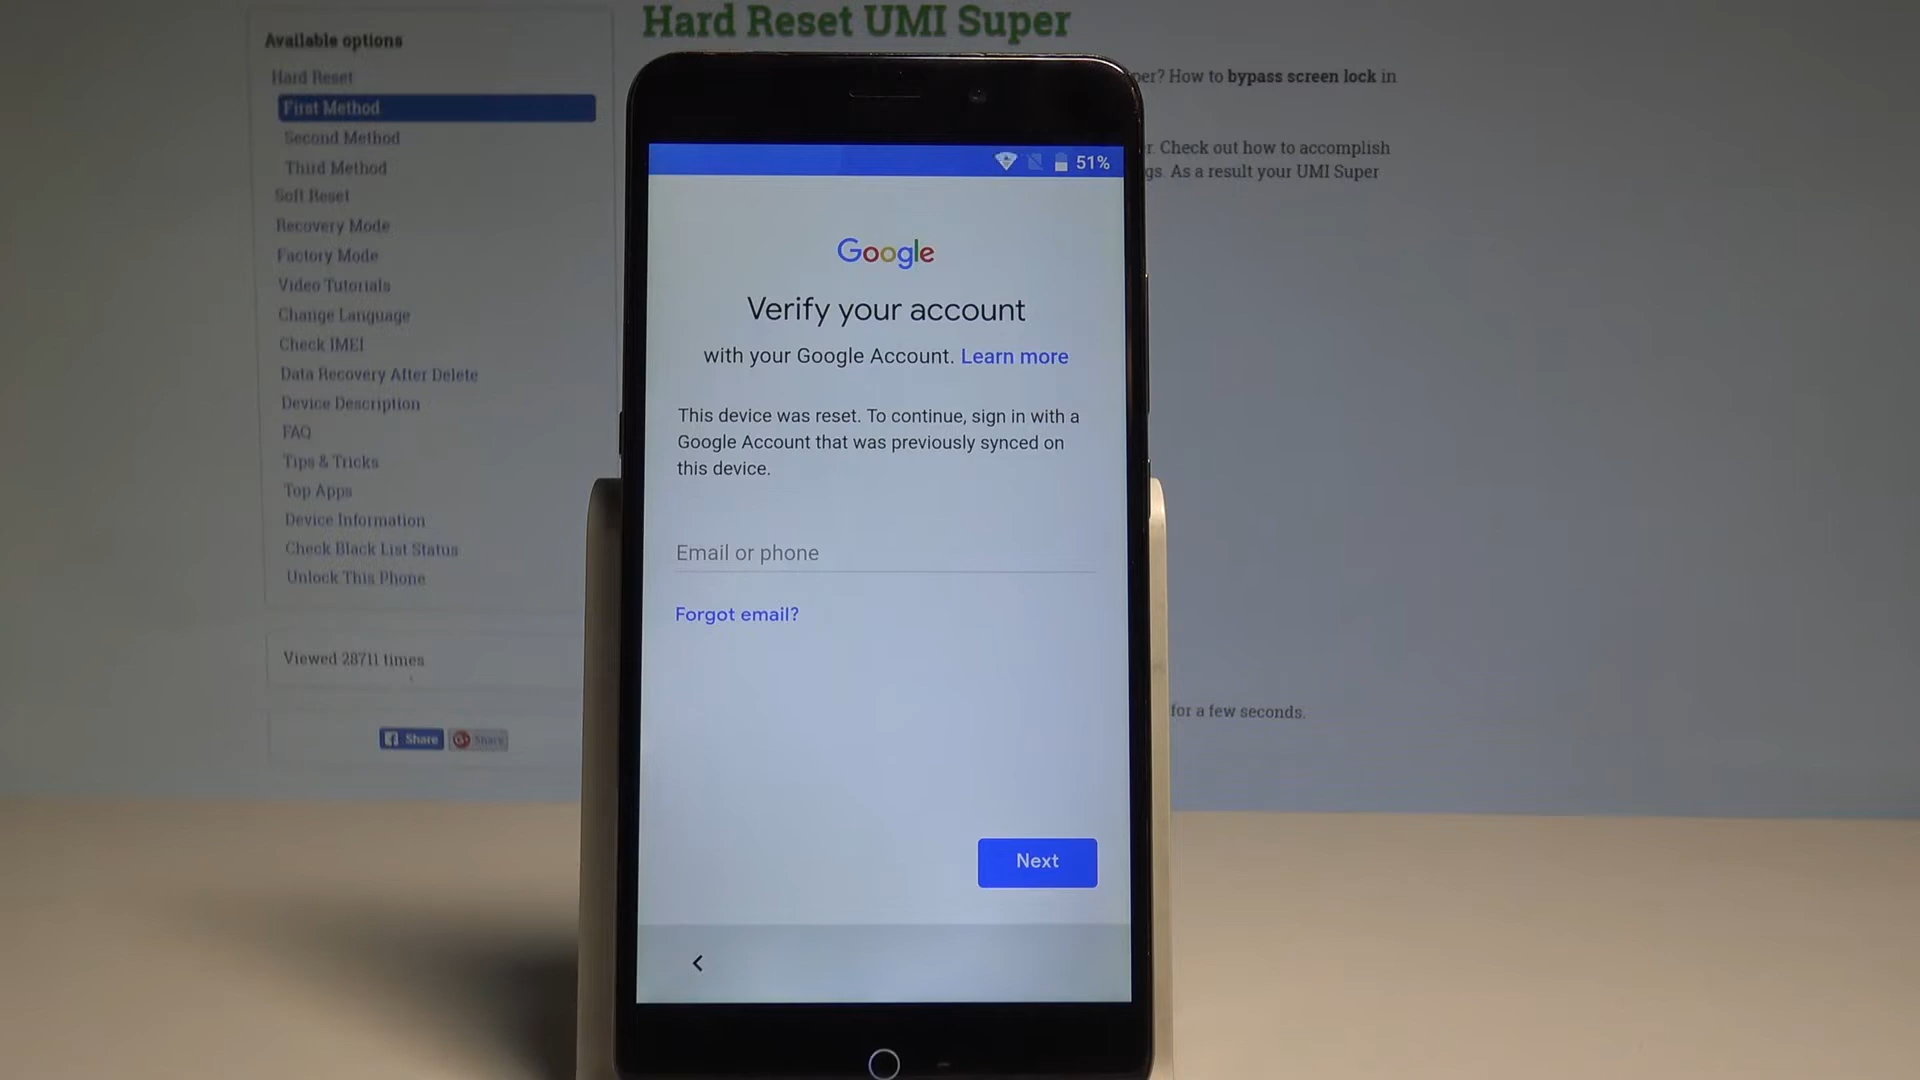 Hard Reset UMI Super
Available options
Hard Reset
First Method
Second Method
Third Method
Soft Reset
Recovery Mode
Factory Mode
Video Tutorials
Change Language
Check IMEI
Data Recovery After Delete
Device Description
FAQ
Tips & Tricks
Top Apps
Device Information
Check Black List Status
Unlock This Phone
Viewed 28711 times
Share
Share
per? How to bypass screen lock in
r. Check out how to accomplish
gs. As a result your UMI Super
for a few seconds.
51%
Google
Verify your account
with your Google Account. Learn more
This device was reset. To continue, sign in with a
Google Account that was previously synced on
this device.
Email or phone
Forgot email?
Next